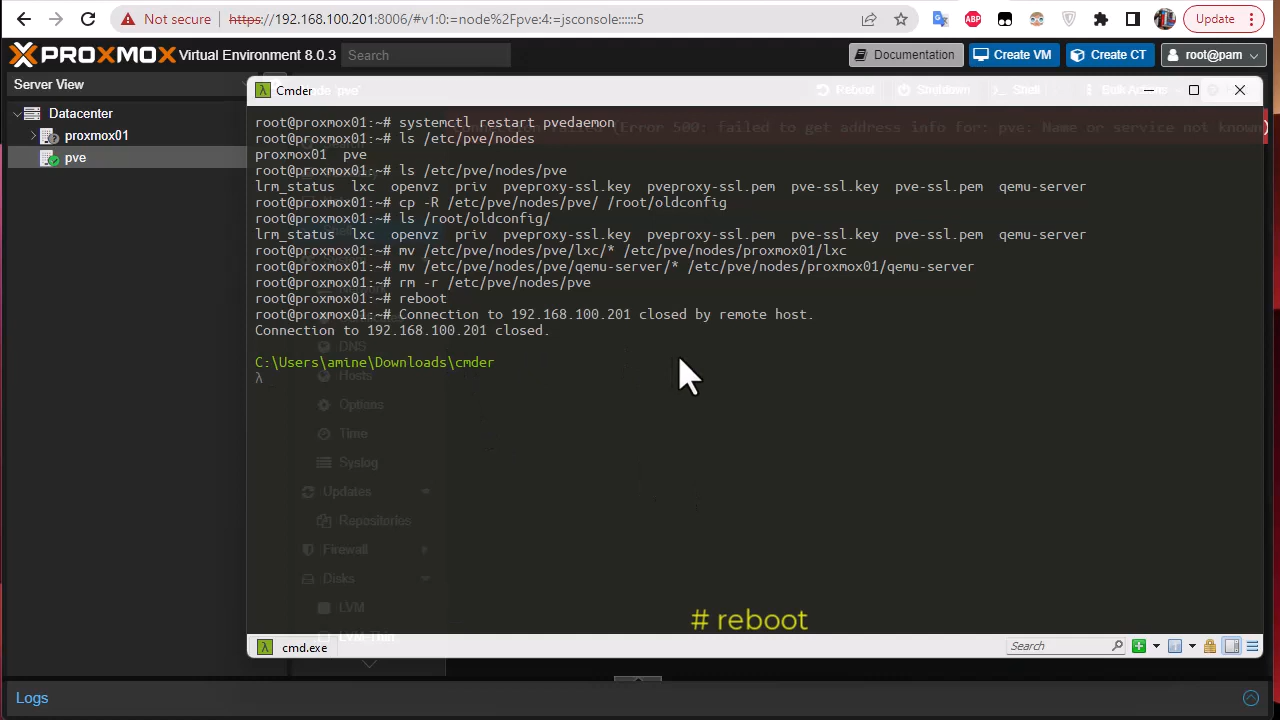 Not secure
https://192.168.100.201:8006/#v1:0:=node%2Fpve:4:=jsconsole::::::5
ABP
Update
PROXMOX Virtual Environment 8.0.3
Search
Documentation
Create VM
Create CT
root@pam
Server View
Datacenter
proxmox01
pve
Cmder
Reboot
Shutdown
Shell
Bulk Actions
Connection failed (Error 500: failed to get address info for: pve: Name or service not known)
root@proxmox01:~# systemctl restart pvedaemon
root@proxmox01:~# ls /etc/pve/nodes
proxmox01  pve
root@proxmox01:~# ls /etc/pve/nodes/pve
lrm_status  lxc  openvz  priv  pveproxy-ssl.key  pveproxy-ssl.pem  pve-ssl.key  pve-ssl.pem  qemu-server
root@proxmox01:~# cp -R /etc/pve/nodes/pve/ /root/oldconfig
root@proxmox01:~# ls /root/oldconfig/
lrm_status  lxc  openvz  priv  pveproxy-ssl.key  pveproxy-ssl.pem  pve-ssl.key  pve-ssl.pem  qemu-server
root@proxmox01:~# mv /etc/pve/nodes/pve/lxc/* /etc/pve/nodes/proxmox01/lxc
root@proxmox01:~# mv /etc/pve/nodes/pve/qemu-server/* /etc/pve/nodes/proxmox01/qemu-server
root@proxmox01:~# rm -r /etc/pve/nodes/pve
root@proxmox01:~# reboot
root@proxmox01:~# Connection to 192.168.100.201 closed by remote host.
Connection to 192.168.100.201 closed.
C:\Users\amine\Downloads\cmder
λ
DNS
Hosts
Options
Time
Syslog
Updates
Repositories
Firewall
Disks
LVM
LVM-Thin
# reboot
cmd.exe
Search
Logs